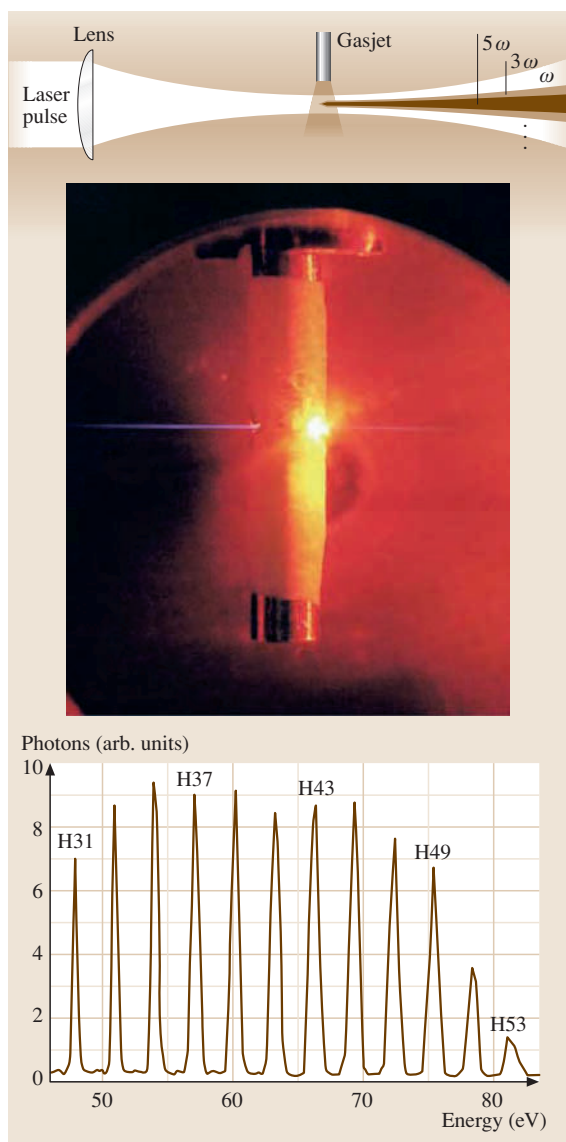 Lens
Gasjet
5ω
3ω
ω
Laser
pulse
Photons (arb. units)
10
H37
H43
8
H31
H49
6
4
2
H53
0
50
60
70
80
Energy (eV)